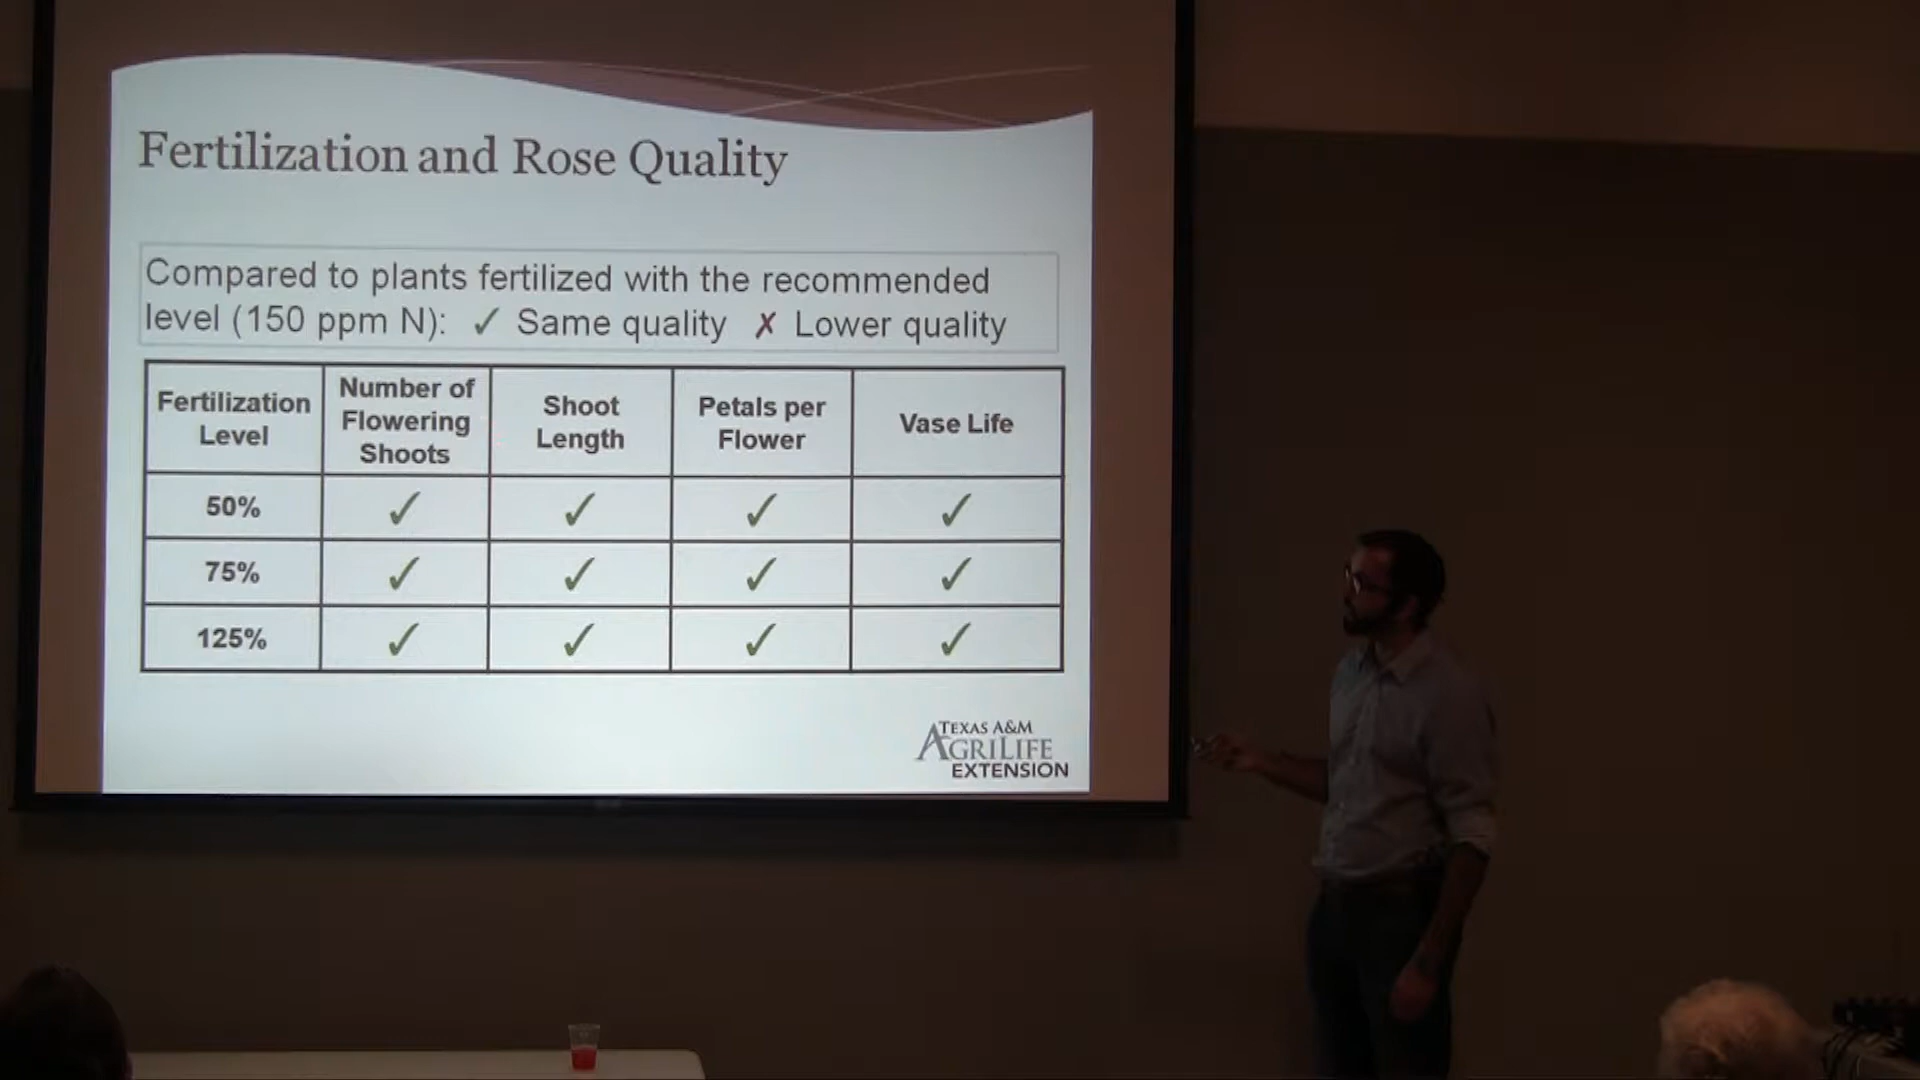 Fertilization and Rose Quality
Compared to plants fertilized with the recommended
level (150 ppm N): ✓ Same quality ✗ Lower quality
Fertilization Level
Number of Flowering Shoots
Shoot Length
Petals per Flower
Vase Life
50% ✓ ✓ ✓ ✓
75% ✓ ✓ ✓ ✓
125% ✓ ✓ ✓ ✓
TEXAS A&M
AGRILIFE
EXTENSION